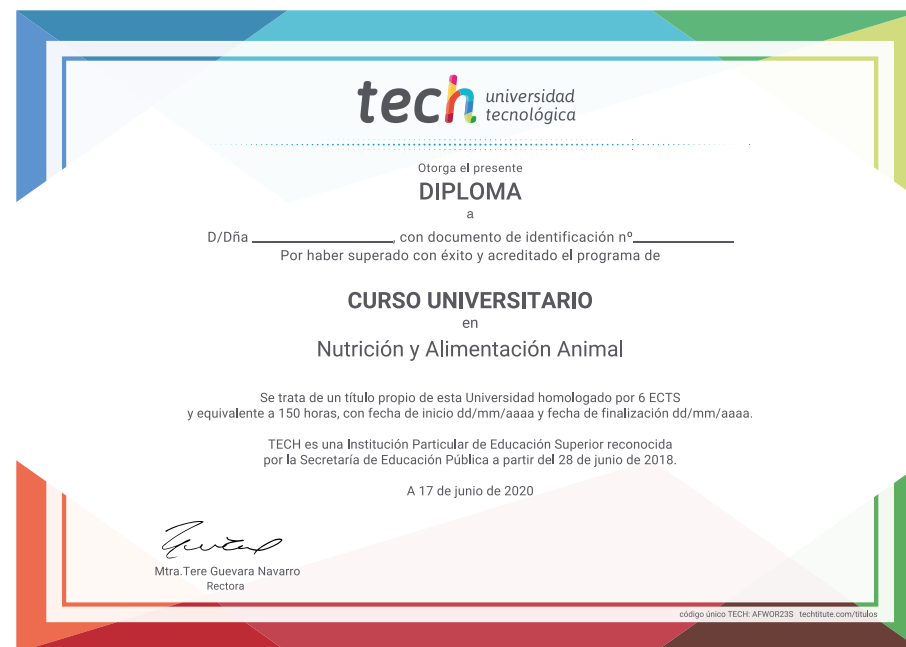 tech universidad
tecnológica
Otorga el presente
DIPLOMA
a
D/Dña ____________________, con documento de identificación nº______________
Por haber superado con éxito y acreditado el programa de
CURSO UNIVERSITARIO
en
Nutrición y Alimentación Animal
Se trata de un título propio de esta Universidad homologado por 6 ECTS
y equivalente a 150 horas, con fecha de inicio dd/mm/aaaa y fecha de finalización dd/mm/aaaa.
TECH es una Institución Particular de Educación Superior reconocida
por la Secretaría de Educación Pública a partir del 28 de junio de 2018.
A 17 de junio de 2020
Mtra.Tere Guevara Navarro
Rectora
código único TECH: AFWOR23S techtitute.com/titulos